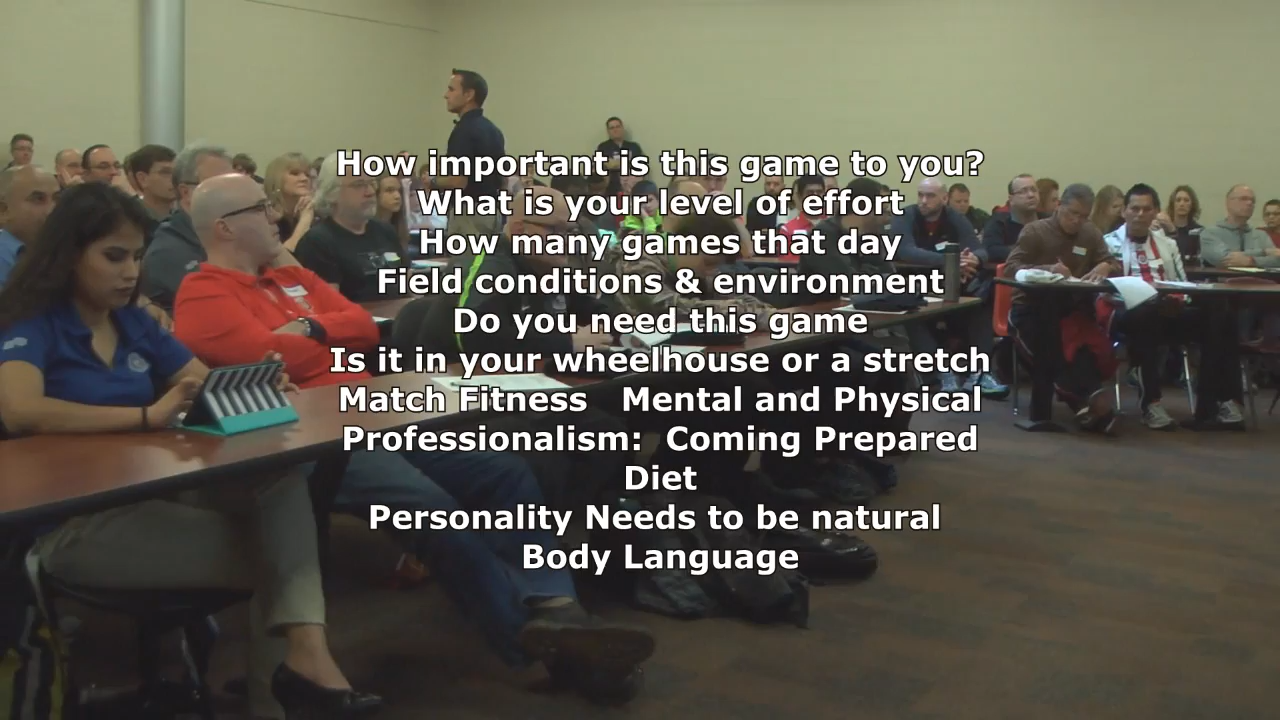 How important is this game to you?
What is your level of effort
How many games that day
Field conditions & environment
Do you need this game
Is it in your wheelhouse or a stretch
Match Fitness   Mental and Physical
Professionalism:  Coming Prepared
Diet
Personality Needs to be natural
Body Language